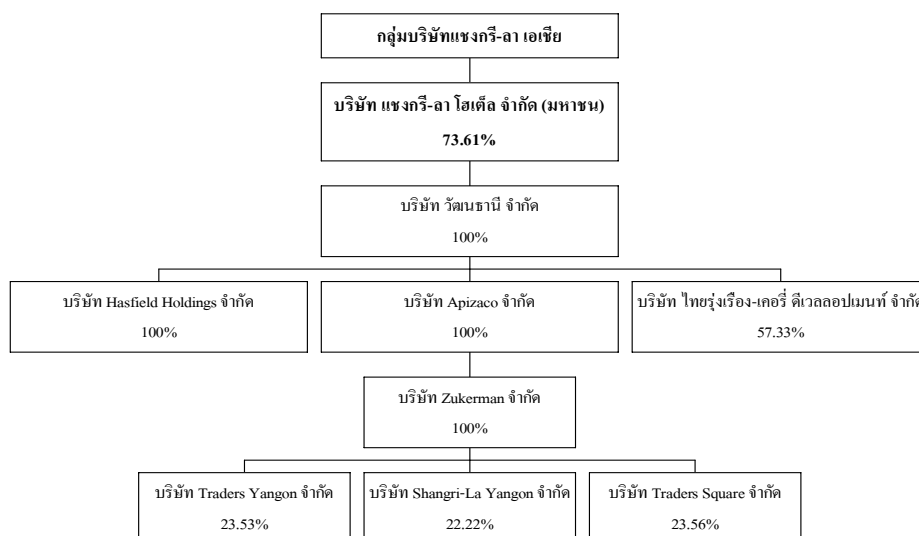 กลุ่มบริษัทแชงกรี-ลา เอเชีย
บริษัท แชงกรี-ลา โฮเต็ล จำกัด (มหาชน)
73.61%
บริษัท วัฒนธานี จำกัด
100%
บริษัท Hasfield Holdings จำกัด
100%
บริษัท Apizaco จำกัด
100%
บริษัท ไทยรุ่งเรือง-เคอรี่ ดีเวลลอปเมนท์ จำกัด
57.33%
บริษัท Zukerman จำกัด
100%
บริษัท Traders Yangon จำกัด
23.53%
บริษัท Shangri-La Yangon จำกัด
22.22%
บริษัท Traders Square จำกัด
23.56%